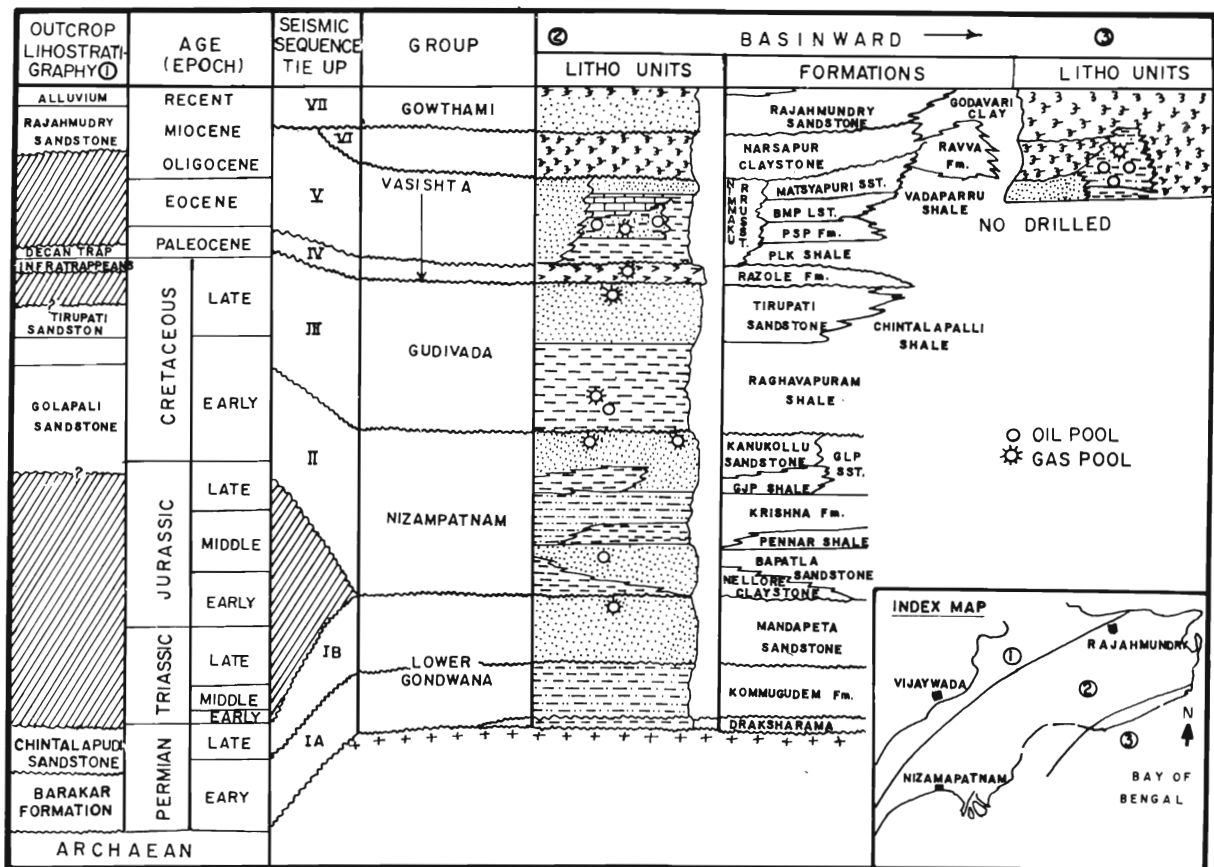 OUTCROP
LIHOSTRATI-
GRAPHY①
AGE
(EPOCH)
SEISMIC
SEQUENCE
TIE UP
GROUP
② BASINWARD → ③
LITHO UNITS
FORMATIONS
LITHO UNITS
ALLUVIUM
RAJAHMUDRY
SANDSTONE
DECAN TRAP
INFRATRAPPEANS
?
TIRUPATI
SANDSTON
GOLAPALI
SANDSTONE
?
CHINTALAPUDI
SANDSTONE
BARAKAR
FORMATION
ARCHAEAN
RECENT
MIOCENE
OLIGOCENE
EOCENE
PALEOCENE
CRETACEOUS
LATE
EARLY
JURASSIC
LATE
MIDDLE
EARLY
TRIASSIC
LATE
MIDDLE
EARLY
PERMIAN
LATE
EARY
VII
VI
V
IV
III
II
IB
IA
GOWTHAMI
VASISHTA
GUDIVADA
NIZAMPATNAM
LOWER
GONDWANA
RAJAHMUNDRY
SANDSTONE
GODAVARI
CLAY
NARSAPUR
CLAYSTONE
RAVVA
Fm.
NIMMAKU
RRUSST.
MATSYAPURI SST.
VADAPARRU
SHALE
BMP LST.
PSP Fm.
PLK SHALE
RAZOLE Fm.
TIRUPATI
SANDSTONE
CHINTALAPALLI
SHALE
RAGHAVAPURAM
SHALE
KANUKOLLU
SANDSTONE
GLP
SST.
GJP SHALE
KRISHNA Fm.
PENNAR SHALE
BAPATLA
SANDSTONE
NELLORE
CLAYSTONE
MANDAPETA
SANDSTONE
KOMMUGUDEM Fm.
DRAKSHARAMA
NO DRILLED
OIL POOL
GAS POOL
INDEX MAP
RAJAHMUNDRY
①
VIJAYWADA
②
N
③
NIZAMAPATNAM
BAY OF
BENGAL